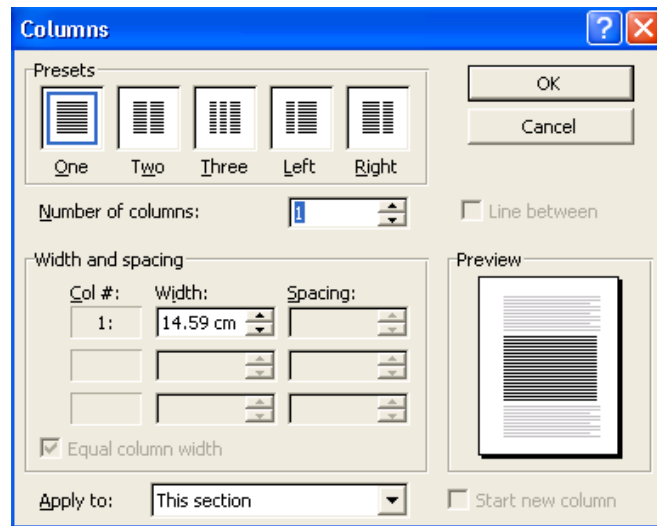 Columns
Presets
One Two Three Left Right
OK
Cancel
Number of columns: 1
Line between
Width and spacing
Col #: Width: Spacing:
1: 14.59 cm
Equal column width
Preview
Apply to: This section
Start new column